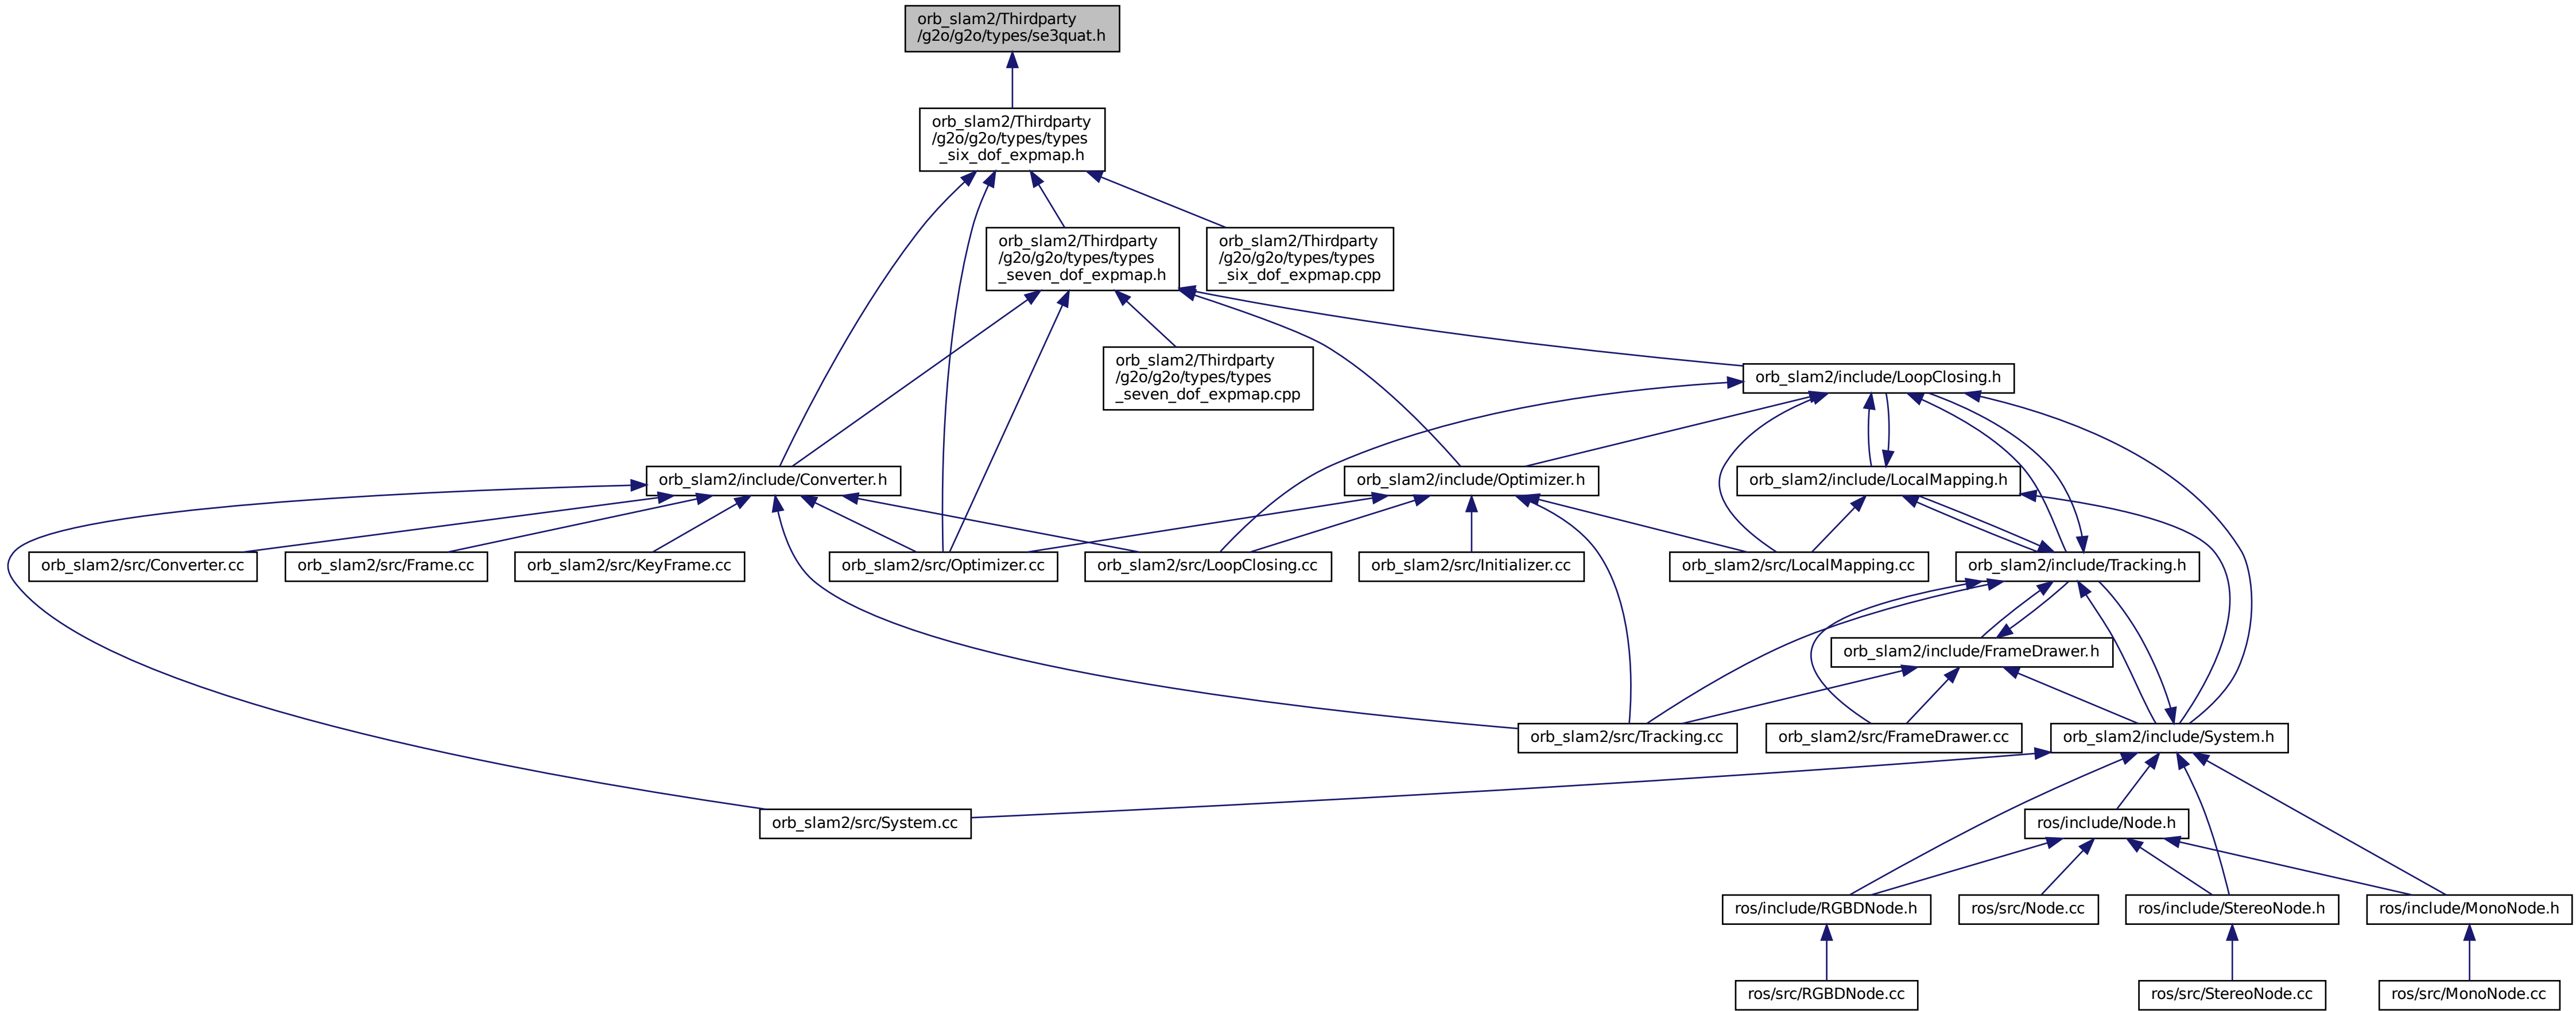 orb_slam2/Thirdparty
/g2o/g2o/types/se3quat.h
orb_slam2/Thirdparty
/g2o/g2o/types/types
_six_dof_expmap.h
orb_slam2/Thirdparty
/g2o/g2o/types/types
_seven_dof_expmap.h
orb_slam2/Thirdparty
/g2o/g2o/types/types
_six_dof_expmap.cpp
orb_slam2/Thirdparty
/g2o/g2o/types/types
_seven_dof_expmap.cpp
orb_slam2/include/LoopClosing.h
orb_slam2/include/Converter.h
orb_slam2/include/Optimizer.h
orb_slam2/include/LocalMapping.h
orb_slam2/src/Converter.cc
orb_slam2/src/Frame.cc
orb_slam2/src/KeyFrame.cc
orb_slam2/src/Optimizer.cc
orb_slam2/src/LoopClosing.cc
orb_slam2/src/Initializer.cc
orb_slam2/src/LocalMapping.cc
orb_slam2/include/Tracking.h
orb_slam2/include/FrameDrawer.h
orb_slam2/src/Tracking.cc
orb_slam2/src/FrameDrawer.cc
orb_slam2/include/System.h
orb_slam2/src/System.cc
ros/include/Node.h
ros/include/RGBDNode.h
ros/src/Node.cc
ros/include/StereoNode.h
ros/include/MonoNode.h
ros/src/RGBDNode.cc
ros/src/StereoNode.cc
ros/src/MonoNode.cc